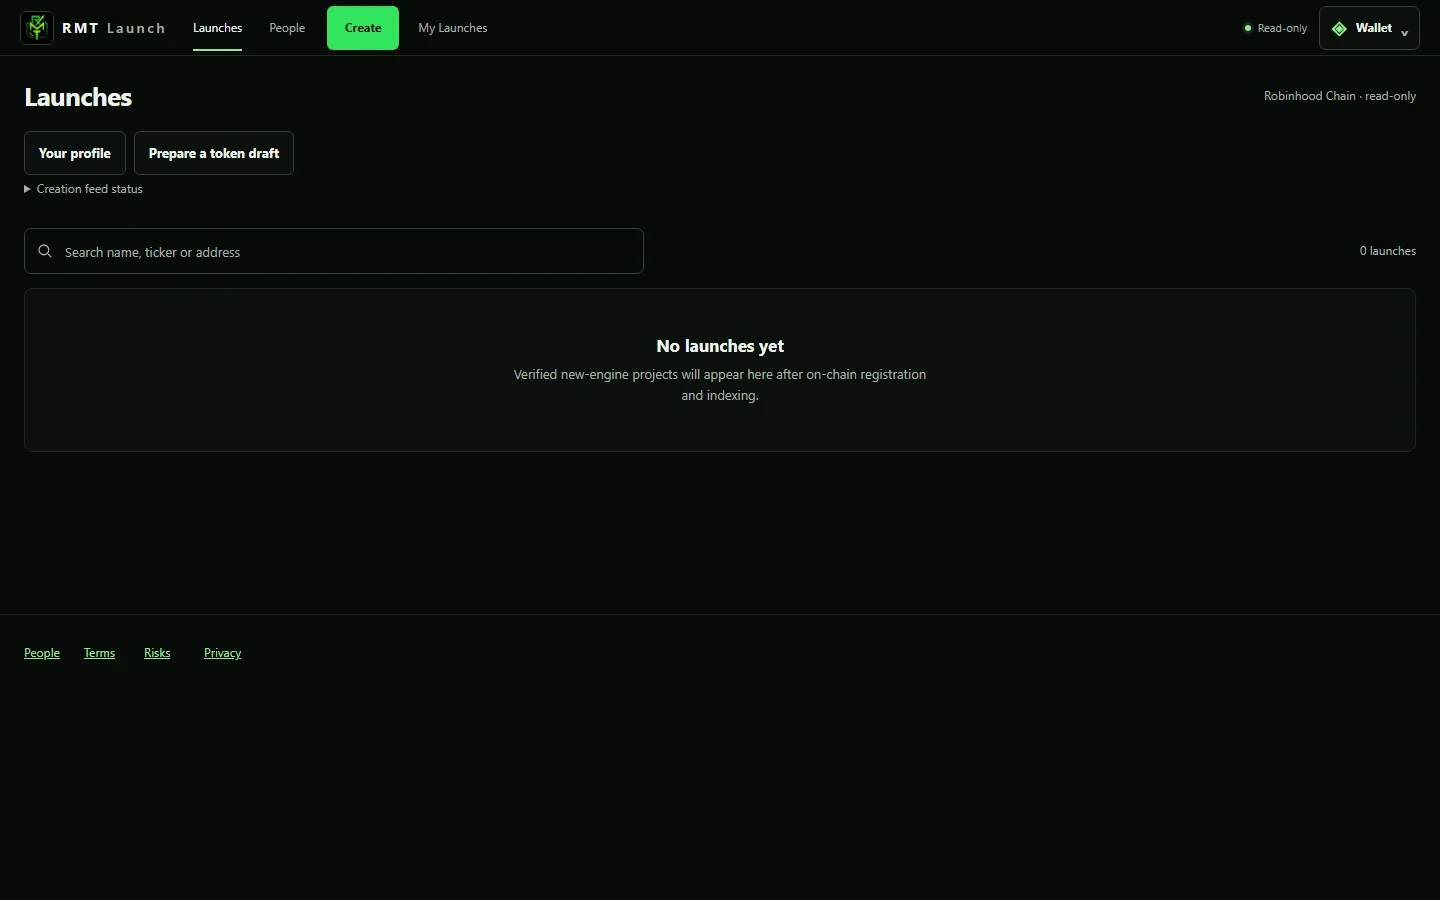 RMT Launch
Launches
People
Create
My Launches
Read-only
Wallet
Launches
Robinhood Chain · read-only
Your profile
Prepare a token draft
Creation feed status
Search name, ticker or address
0 launches
No launches yet
Verified new-engine projects will appear here after on-chain registration
and indexing.
People
Terms
Risks
Privacy